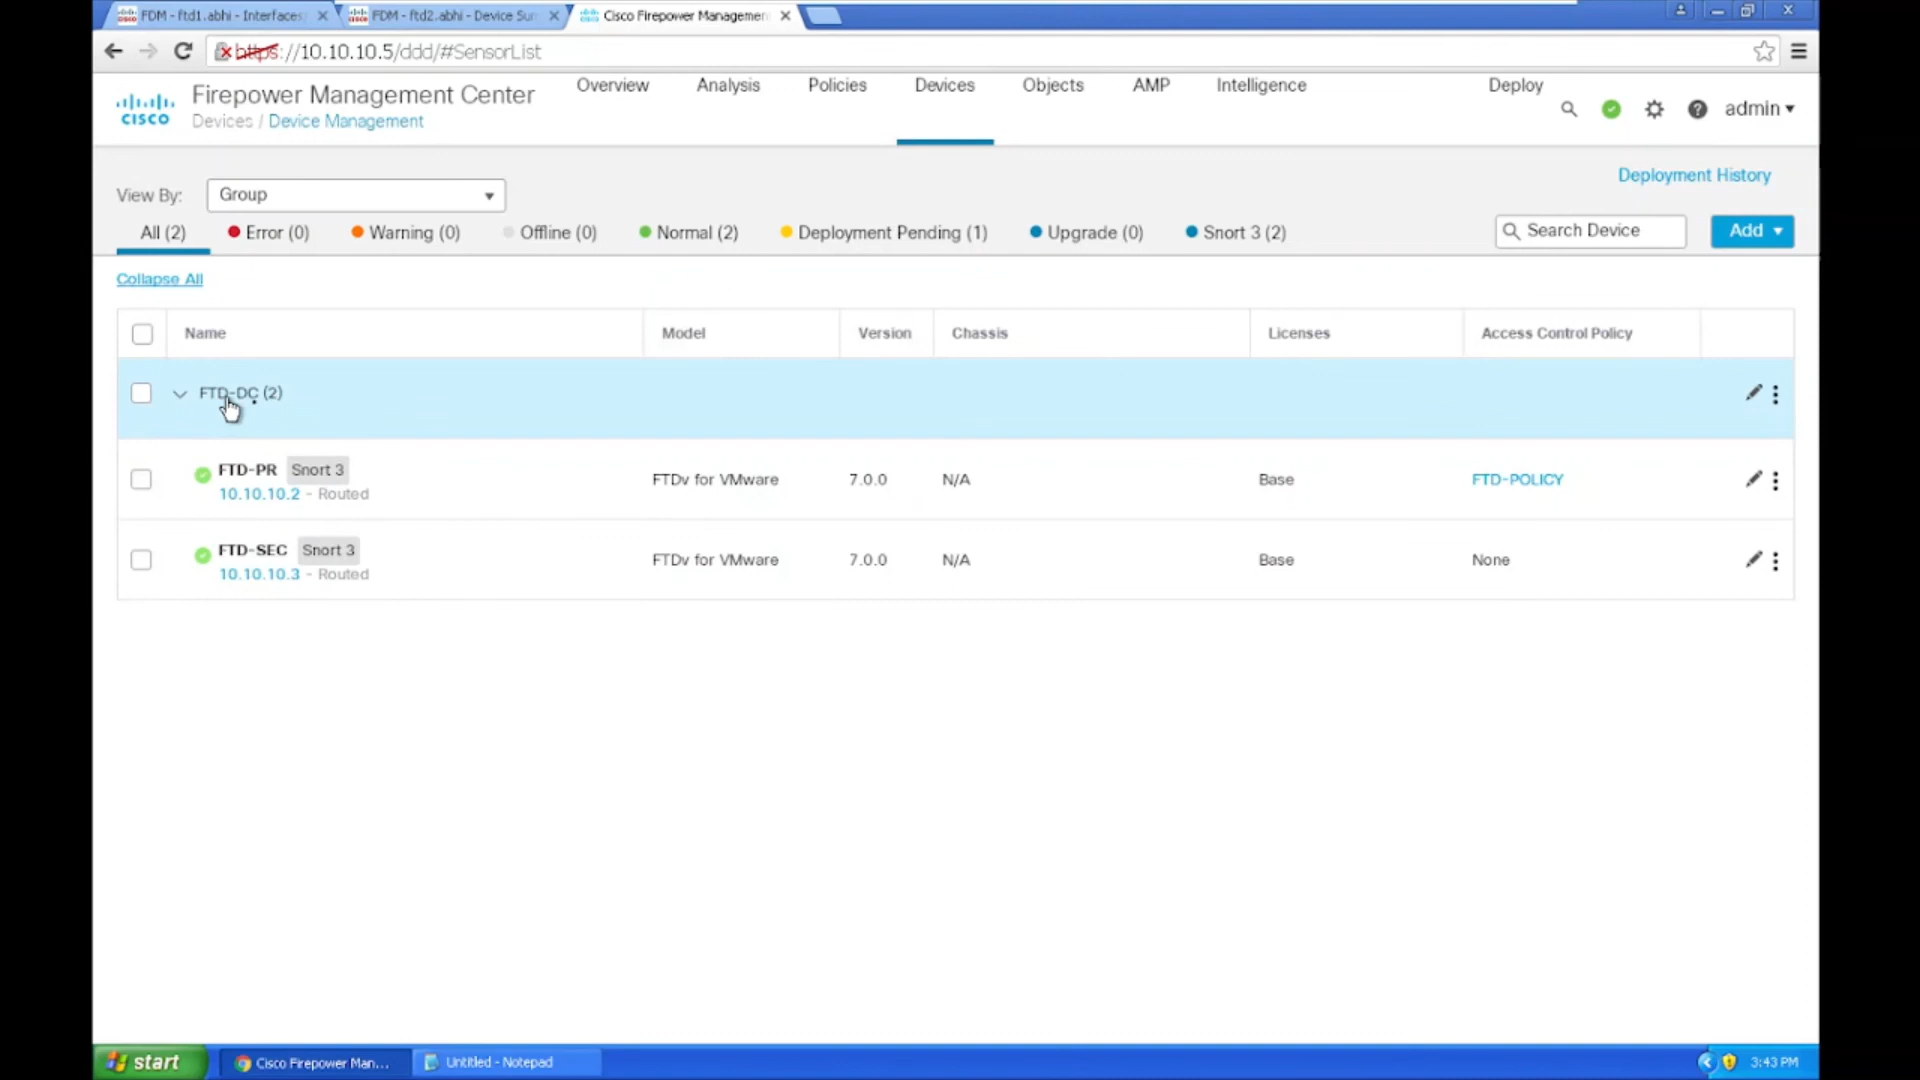 FDM - ftd1.abhi - Interfaces
FDM - ftd2.abhi - Device Sum
Cisco Firepower Managemen
https://10.10.10.5/ddd/#SensorList
CISCO
Firepower Management Center
Devices / Device Management
Overview
Analysis
Policies
Devices
Objects
AMP
Intelligence
Deploy
admin
Deployment History
View By:
Group
All (2)
Error (0)
Warning (0)
Offline (0)
Normal (2)
Deployment Pending (1)
Upgrade (0)
Snort 3 (2)
Search Device
Add
Collapse All
Name
Model
Version
Chassis
Licenses
Access Control Policy
FTD-DC (2)
FTD-PR Snort 3
10.10.10.2 - Routed
FTDv for VMware
7.0.0
N/A
Base
FTD-POLICY
FTD-SEC Snort 3
10.10.10.3 - Routed
FTDv for VMware
7.0.0
N/A
Base
None
start
Cisco Firepower Man...
Untitled - Notepad
3:43 PM